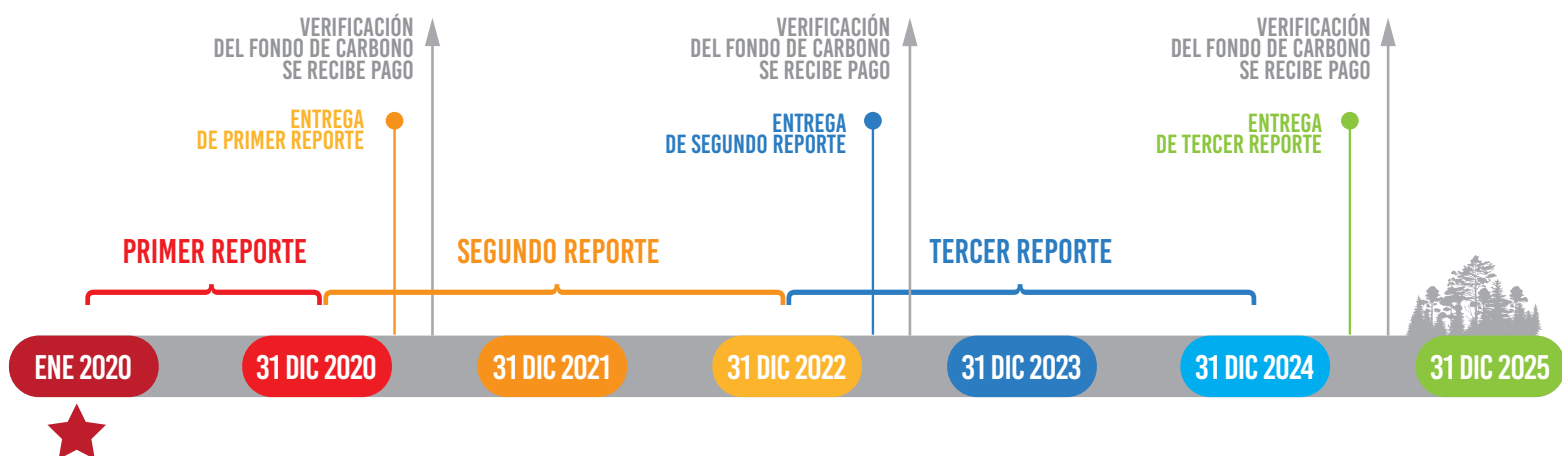 VERIFICACIÓN
DEL FONDO DE CARBONO
SE RECIBE PAGO
VERIFICACIÓN
DEL FONDO DE CARBONO
SE RECIBE PAGO
VERIFICACIÓN
DEL FONDO DE CARBONO
SE RECIBE PAGO
ENTREGA
DE PRIMER REPORTE
ENTREGA
DE SEGUNDO REPORTE
ENTREGA
DE TERCER REPORTE
PRIMER REPORTE
SEGUNDO REPORTE
TERCER REPORTE
ENE 2020
31 DIC 2020
31 DIC 2021
31 DIC 2022
31 DIC 2023
31 DIC 2024
31 DIC 2025